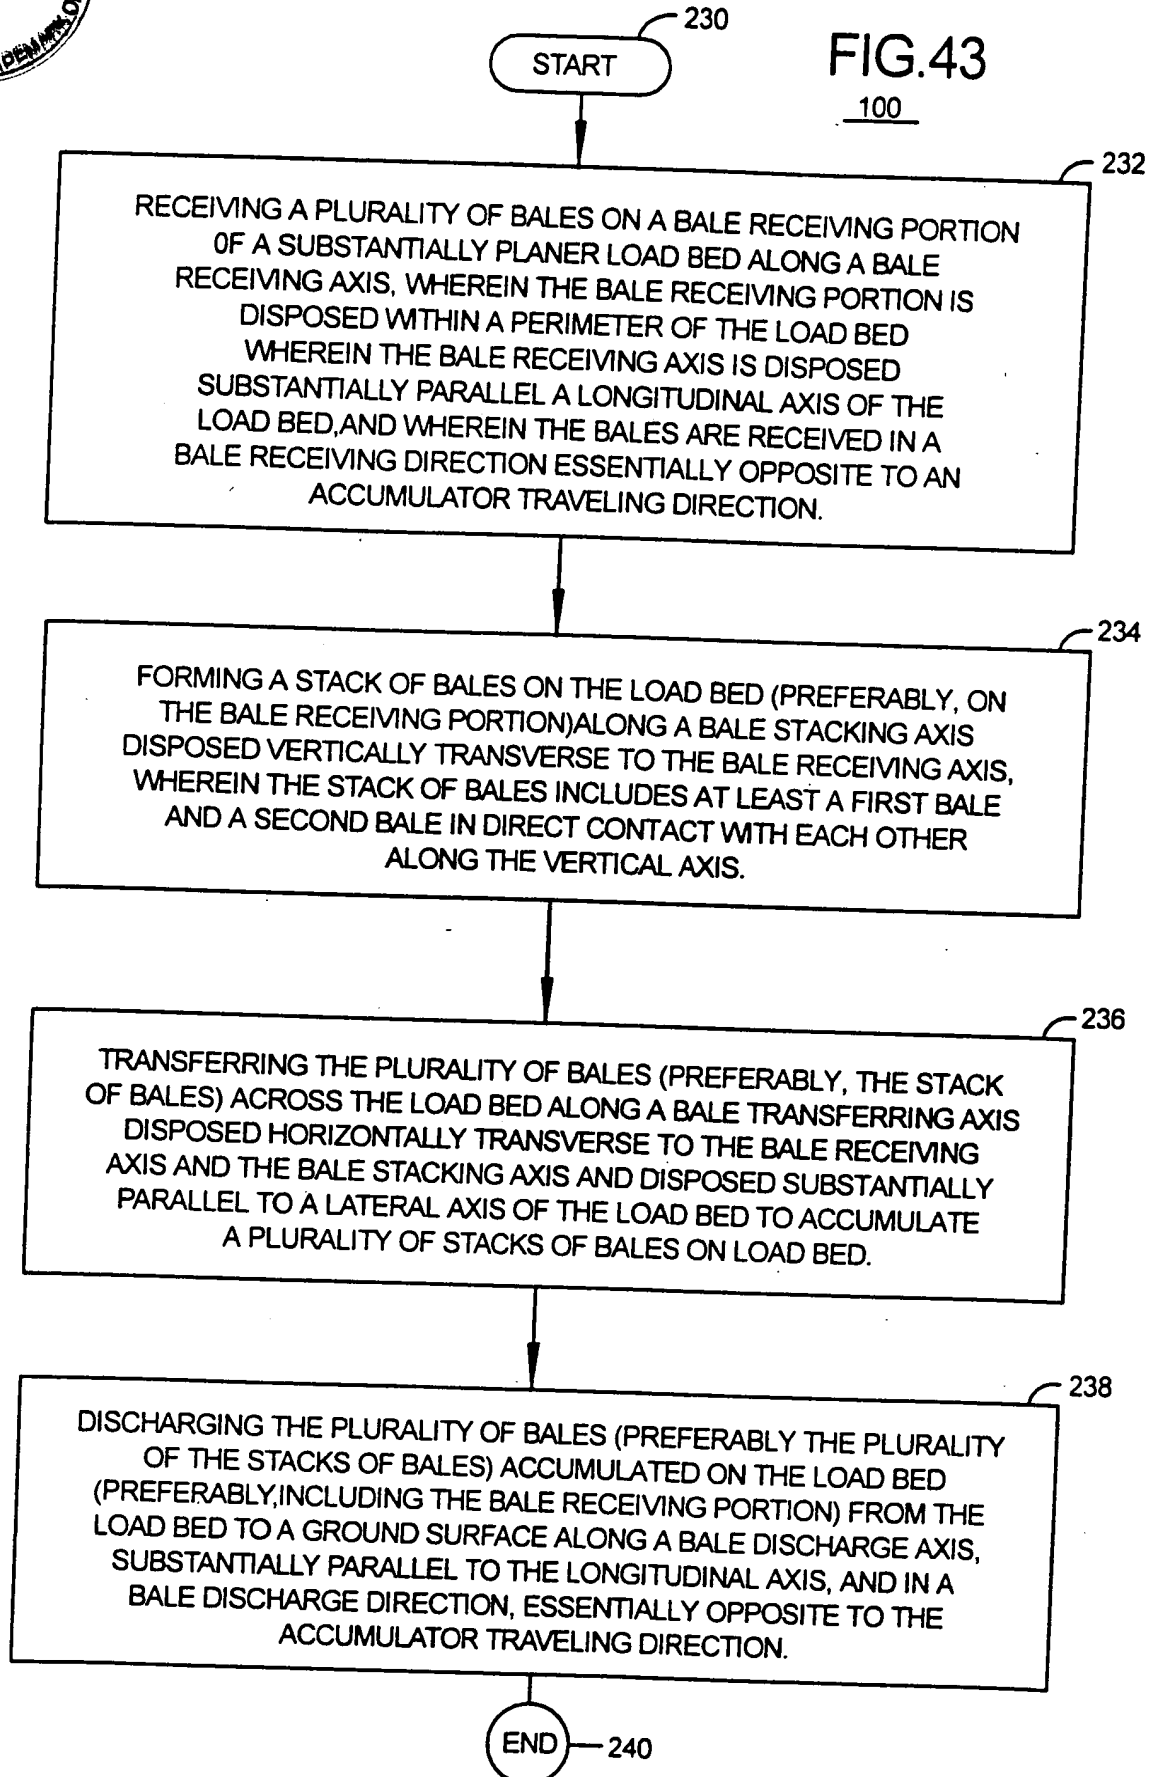 230
START
FIG.43
100
232
RECEIVING A PLURALITY OF BALES ON A BALE RECEIVING PORTION
OF A SUBSTANTIALLY PLANER LOAD BED ALONG A BALE
RECEIVING AXIS, WHEREIN THE BALE RECEIVING PORTION IS
DISPOSED WITHIN A PERIMETER OF THE LOAD BED
WHEREIN THE BALE RECEIVING AXIS IS DISPOSED
SUBSTANTIALLY PARALLEL A LONGITUDINAL AXIS OF THE
LOAD BED,AND WHEREIN THE BALES ARE RECEIVED IN A
BALE RECEIVING DIRECTION ESSENTIALLY OPPOSITE TO AN
ACCUMULATOR TRAVELING DIRECTION.
234
FORMING A STACK OF BALES ON THE LOAD BED (PREFERABLY, ON
THE BALE RECEIVING PORTION)ALONG A BALE STACKING AXIS
DISPOSED VERTICALLY TRANSVERSE TO THE BALE RECEIVING AXIS,
WHEREIN THE STACK OF BALES INCLUDES AT LEAST A FIRST BALE
AND A SECOND BALE IN DIRECT CONTACT WITH EACH OTHER
ALONG THE VERTICAL AXIS.
236
TRANSFERRING THE PLURALITY OF BALES (PREFERABLY, THE STACK
OF BALES) ACROSS THE LOAD BED ALONG A BALE TRANSFERRING AXIS
DISPOSED HORIZONTALLY TRANSVERSE TO THE BALE RECEIVING
AXIS AND THE BALE STACKING AXIS AND DISPOSED SUBSTANTIALLY
PARALLEL TO A LATERAL AXIS OF THE LOAD BED TO ACCUMULATE
A PLURALITY OF STACKS OF BALES ON LOAD BED.
238
DISCHARGING THE PLURALITY OF BALES (PREFERABLY THE PLURALITY
OF THE STACKS OF BALES) ACCUMULATED ON THE LOAD BED
(PREFERABLY,INCLUDING THE BALE RECEIVING PORTION) FROM THE
LOAD BED TO A GROUND SURFACE ALONG A BALE DISCHARGE AXIS,
SUBSTANTIALLY PARALLEL TO THE LONGITUDINAL AXIS, AND IN A
BALE DISCHARGE DIRECTION, ESSENTIALLY OPPOSITE TO THE
ACCUMULATOR TRAVELING DIRECTION.
END
240